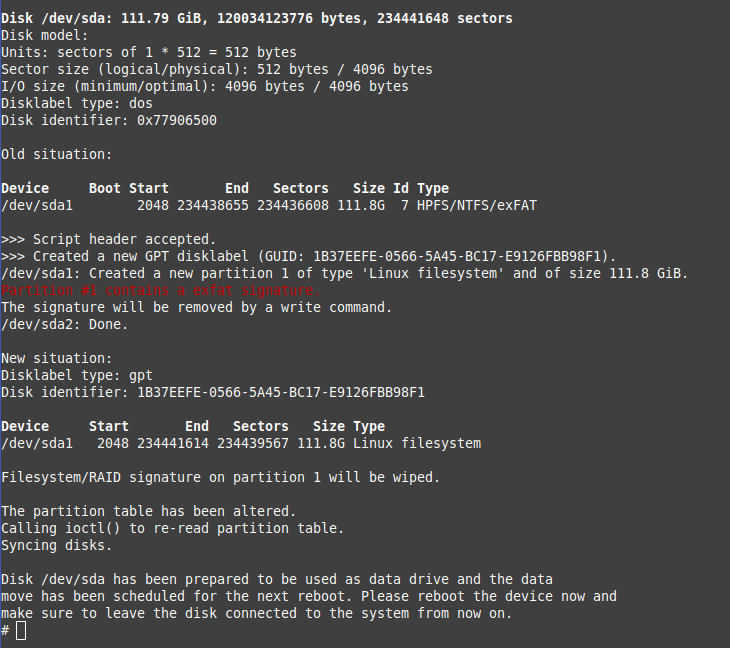 Disk /dev/sda: 111.79 GiB, 120034123776 bytes, 234441648 sectors
Disk model:
Units: sectors of 1 * 512 = 512 bytes
Sector size (logical/physical): 512 bytes / 4096 bytes
I/O size (minimum/optimal): 4096 bytes / 4096 bytes
Disklabel type: dos
Disk identifier: 0x77906500

Old situation:

Device     Boot Start       End   Sectors   Size Id Type
/dev/sda1        2048 234438655 234436608 111.8G  7 HPFS/NTFS/exFAT

>>> Script header accepted.
>>> Created a new GPT disklabel (GUID: 1B37EEFE-0566-5A45-BC17-E9126FBB98F1).
/dev/sda1: Created a new partition 1 of type 'Linux filesystem' and of size 111.8 GiB.
Partition #1 contains a exfat signature.
The signature will be removed by a write command.
/dev/sda2: Done.

New situation:
Disklabel type: gpt
Disk identifier: 1B37EEFE-0566-5A45-BC17-E9126FBB98F1

Device     Start       End   Sectors   Size Type
/dev/sda1   2048 234441614 234439567 111.8G Linux filesystem

Filesystem/RAID signature on partition 1 will be wiped.

The partition table has been altered.
Calling ioctl() to re-read partition table.
Syncing disks.

Disk /dev/sda has been prepared to be used as data drive and the data
move has been scheduled for the next reboot. Please reboot the device now and
make sure to leave the disk connected to the system from now on.
#